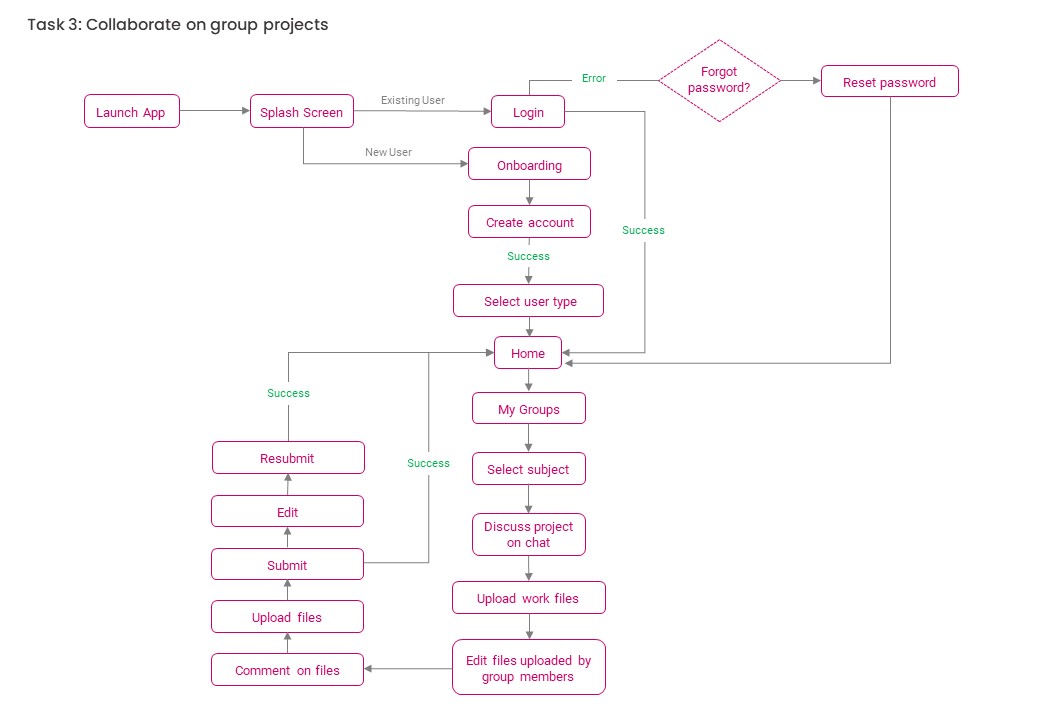 Task 3: Collaborate on group projects
Forgot
password?
Error
Reset password
Launch App
Splash Screen
Existing User
Login
New User
Onboarding
Create account
Success
Success
Select user type
Home
Success
My Groups
Resubmit
Success
Select subject
Edit
Discuss project
on chat
Submit
Upload work files
Upload files
Edit files uploaded by
group members
Comment on files